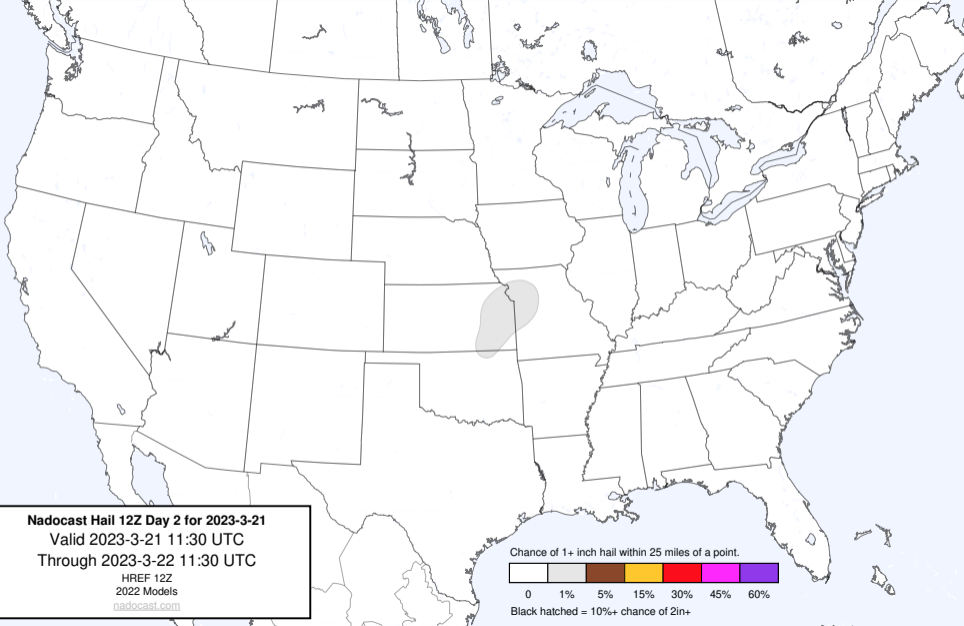 Nadocast Hail 12Z Day 2 for 2023-3-21
Valid 2023-3-21 11:30 UTC
Through 2023-3-22 11:30 UTC
HREF 12Z
2022 Models
nadocast.com
Chance of 1+ inch hail within 25 miles of a point.
0 1% 5% 15% 30% 45% 60%
Black hatched = 10%+ chance of 2in+